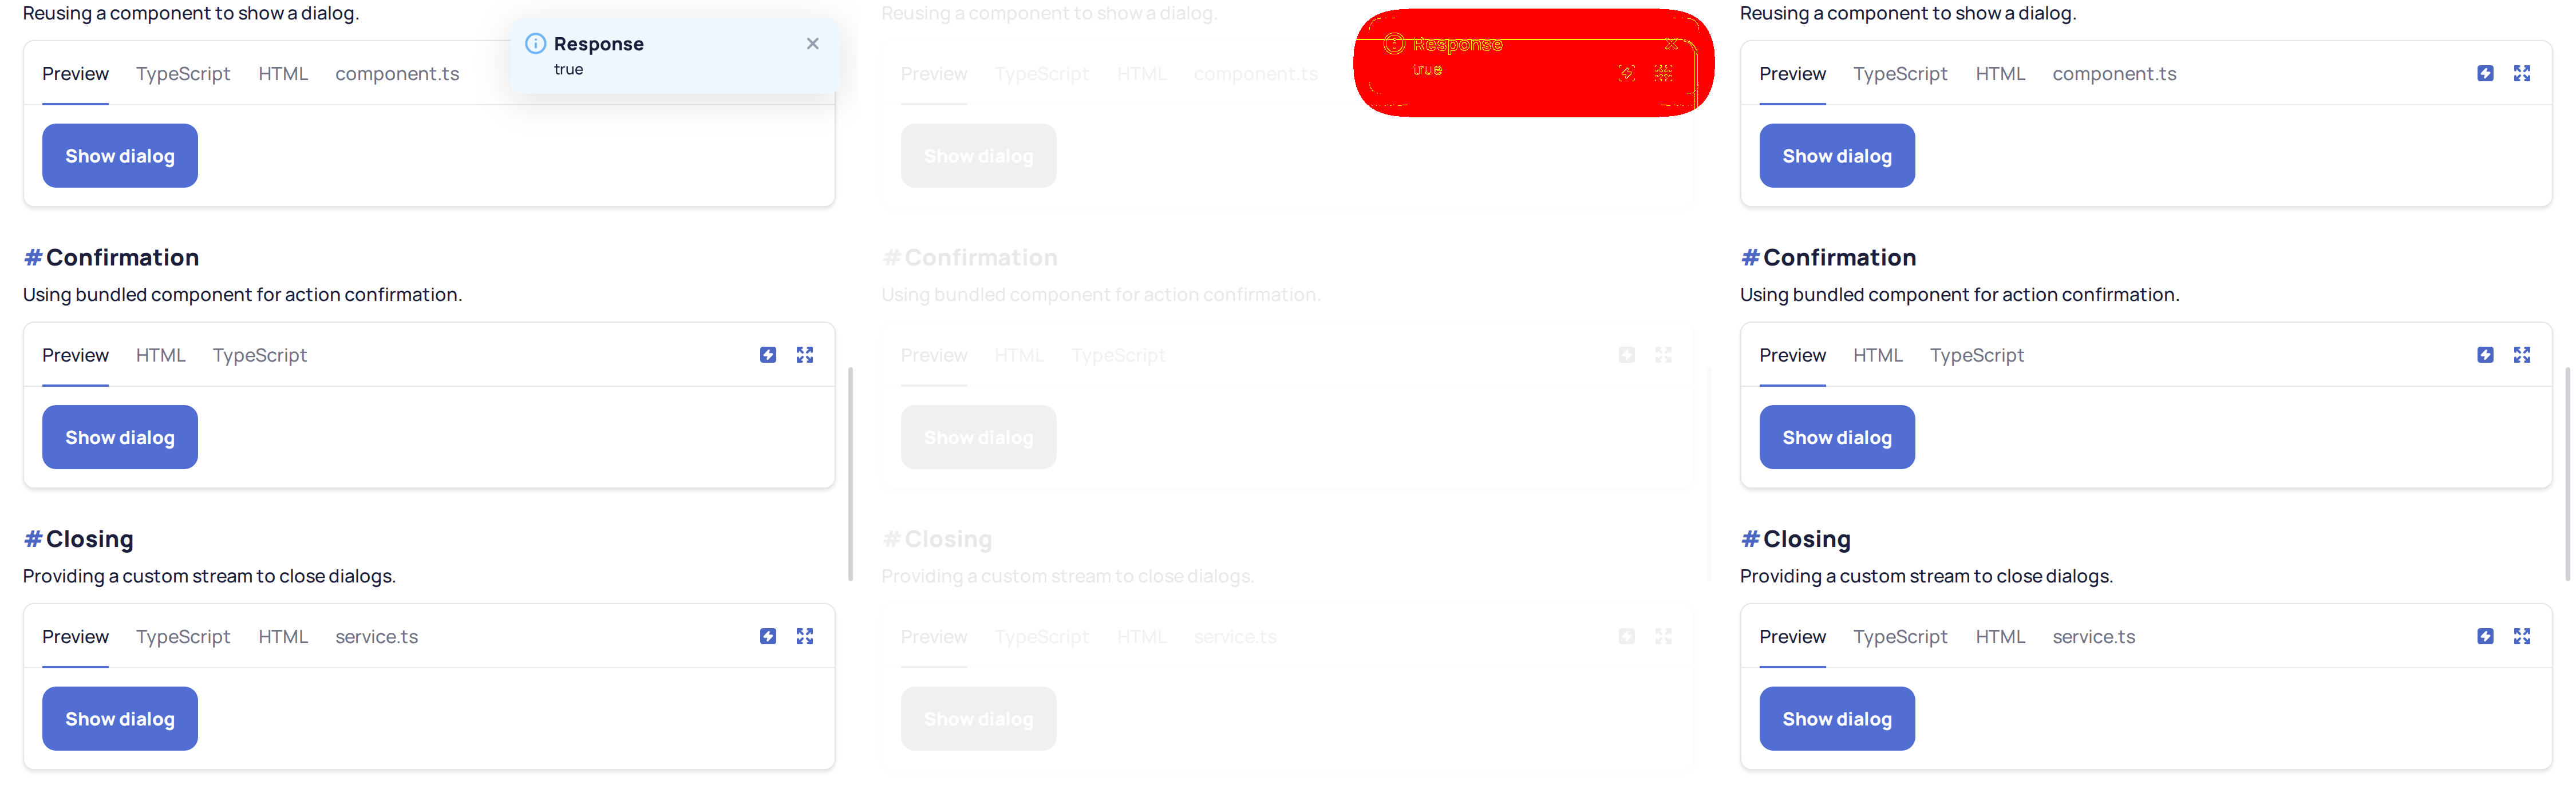 Reusing a component to show a dialog.
Response
true
Preview TypeScript HTML component.ts
Show dialog
#Confirmation
Using bundled component for action confirmation.
Preview HTML TypeScript
Show dialog
#Closing
Providing a custom stream to close dialogs.
Preview TypeScript HTML service.ts
Show dialog
Reusing a component to show a dialog.
Response
true
Preview TypeScript HTML component.ts
Show dialog
#Confirmation
Using bundled component for action confirmation.
Preview HTML TypeScript
Show dialog
#Closing
Providing a custom stream to close dialogs.
Preview TypeScript HTML service.ts
Show dialog
Reusing a component to show a dialog.
Preview TypeScript HTML component.ts
Show dialog
#Confirmation
Using bundled component for action confirmation.
Preview HTML TypeScript
Show dialog
#Closing
Providing a custom stream to close dialogs.
Preview TypeScript HTML service.ts
Show dialog